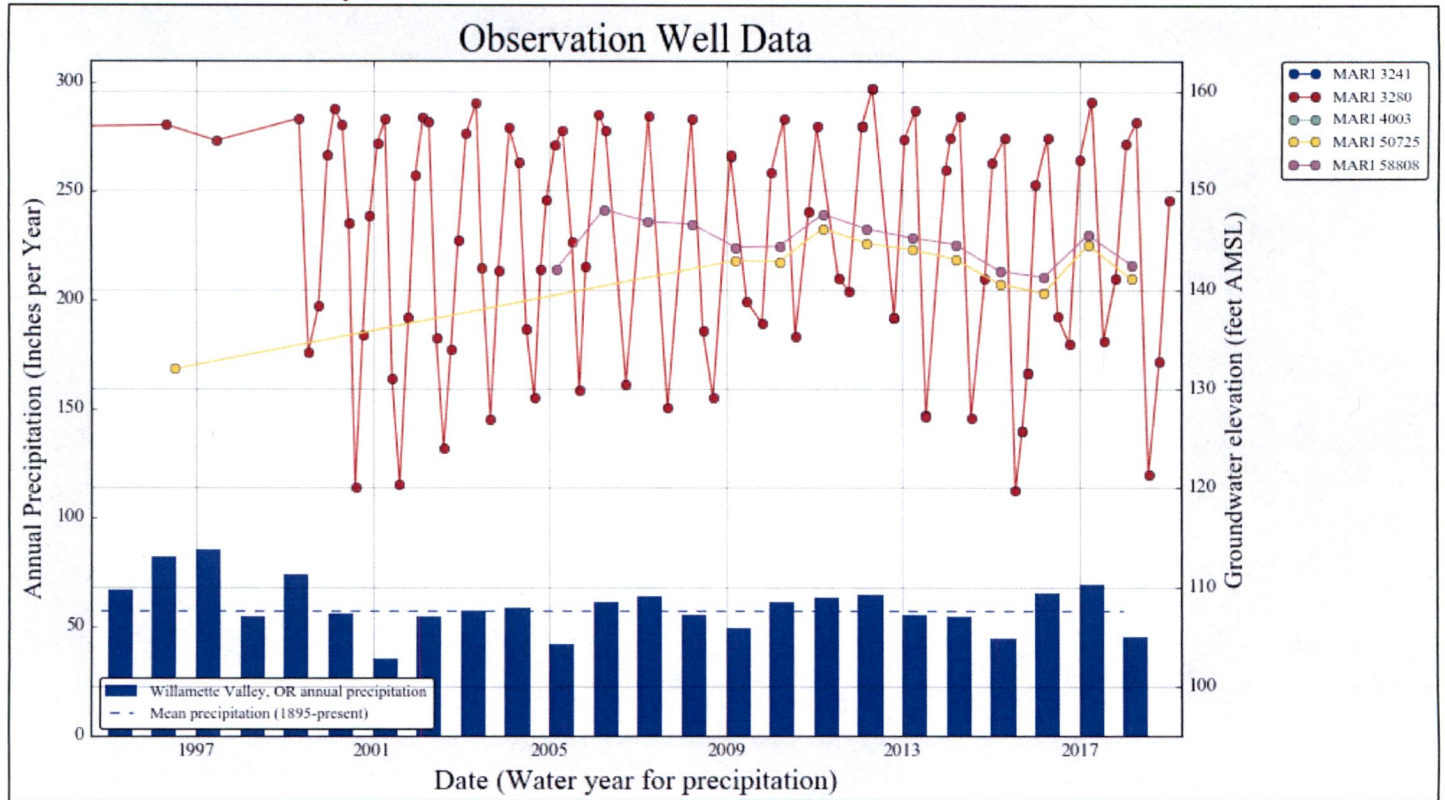 Observation Well Data
300
250
200
150
100
50
0
Annual Precipitation (Inches per Year)
160
150
140
130
120
110
100
Groundwater elevation (feet AMSL)
MARI 3241
MARI 3280
MARI 4003
MARI 50725
MARI 58808
Willamette Valley, OR annual precipitation
Mean precipitation (1895-present)
1997 2001 2005 2009 2013 2017
Date (Water year for precipitation)